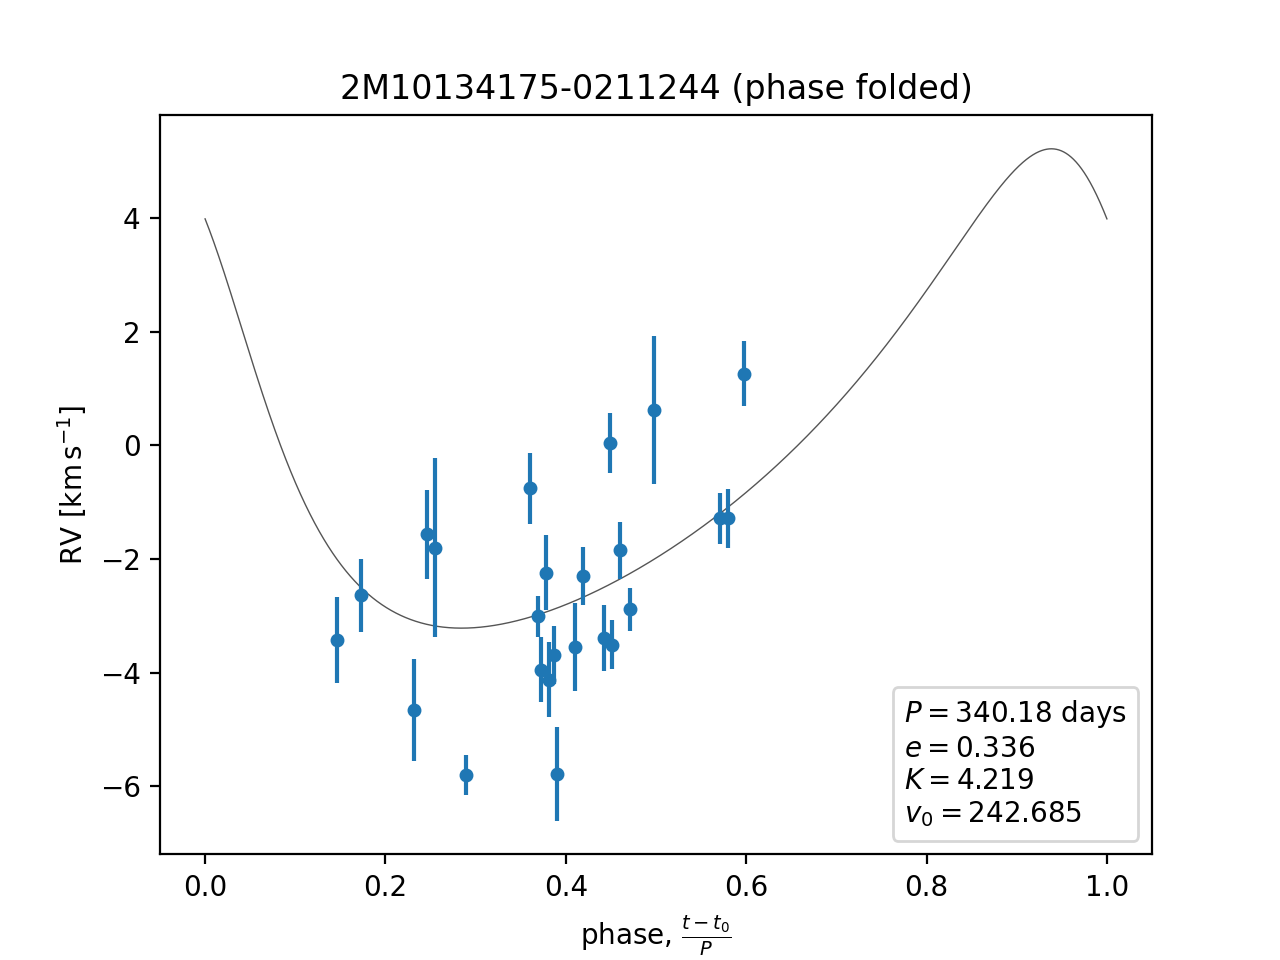 2M10134175-0211244 (phase folded)
RV [km s⁻¹]
4
2
0
−2
−4
−6
P = 340.18 days
e = 0.336
K = 4.219
v₀ = 242.685
0.0 0.2 0.4 0.6 0.8 1.0
phase, (t − t₀)/P